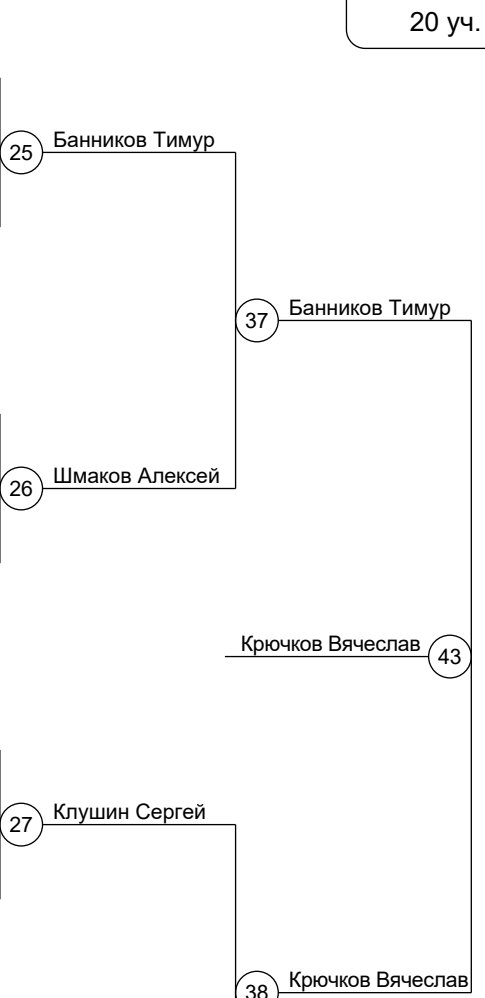 20 уч.
25 Банников Тимур
37 Банников Тимур
26 Шмаков Алексей
Крючков Вячеслав 43
27 Клушин Сергей
38 Крючков Вячеслав